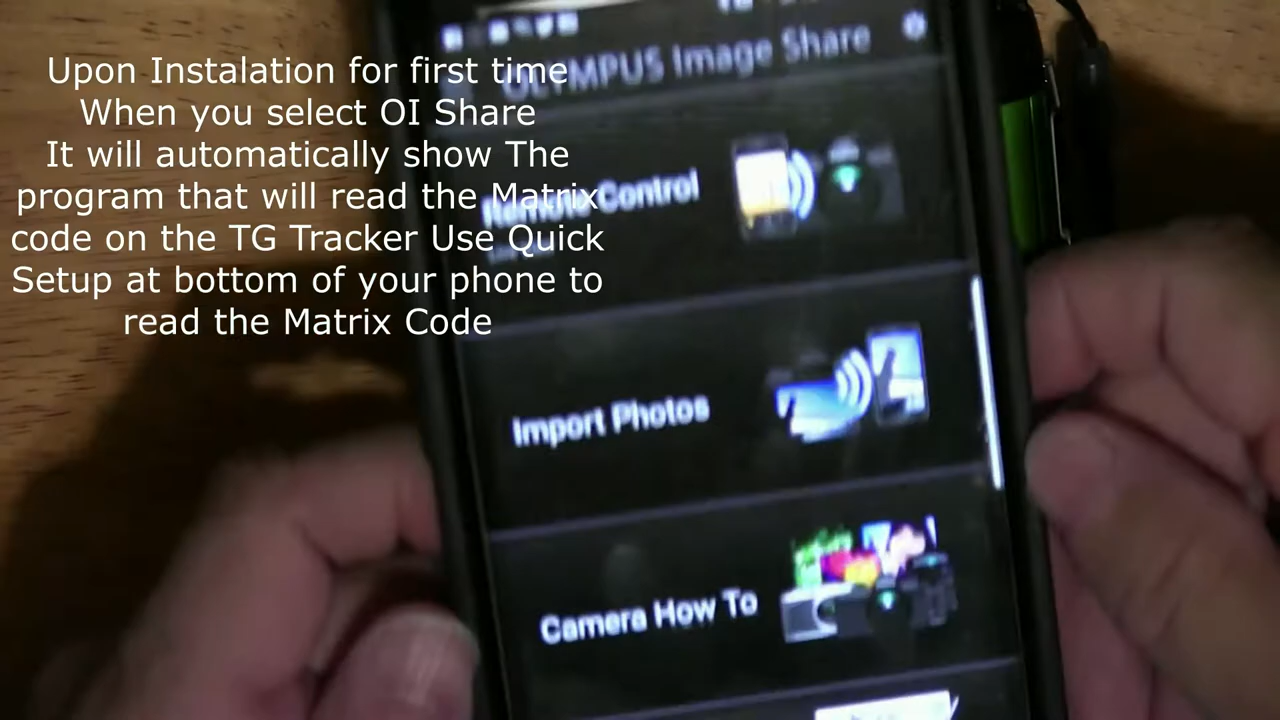 Upon Instalation for first time
When you select OI Share
It will automatically show The
program that will read the Matrix
code on the TG Tracker Use Quick
Setup at bottom of your phone to
read the Matrix Code
OLYMPUS Image Share
Remote Control
Import Photos
Camera How To